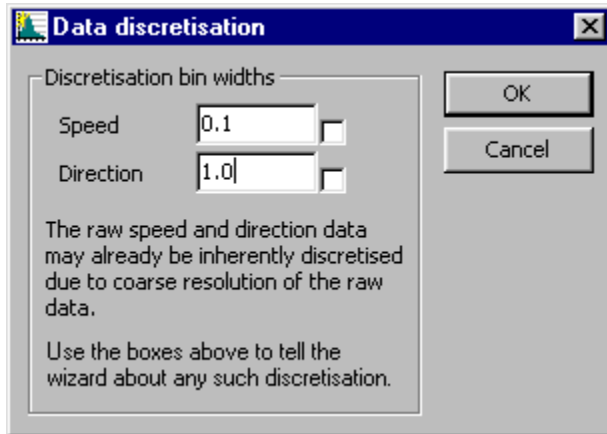 Data discretisation
Discretisation bin widths
Speed 0.1
Direction 1.0
The raw speed and direction data
may already be inherently discretised
due to coarse resolution of the raw
data.
Use the boxes above to tell the
wizard about any such discretisation.
OK
Cancel